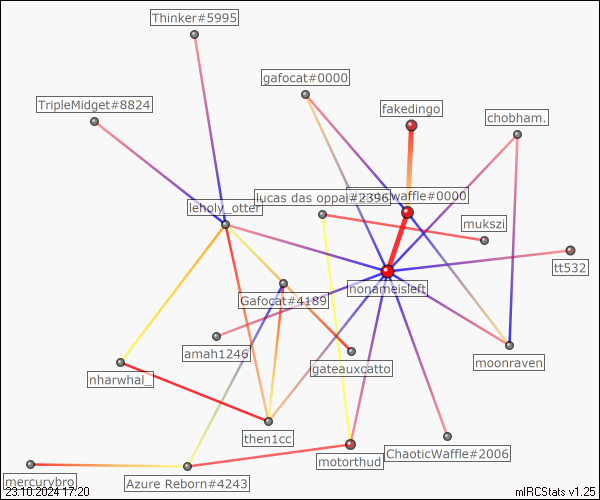 Thinker#5995
gafocat#0000
TripleMidget#8824
fakedingo
chobham.
lucas das oppai#2396
waffle#0000
leholy_otter
mukszi
tt532
nonameisleft
Gafocat#4189
amah1246
moonraven
gateauxcatto
nharwhal_
then1cc
motorthud
ChaoticWaffle#2006
mercurybro
Azure Reborn#4243
23.10.2024 17:20
mIRCStats v1.25